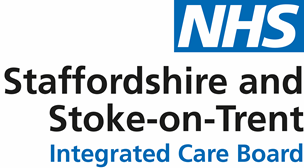 NHS
Staffordshire and
Stoke-on-Trent
Integrated Care Board